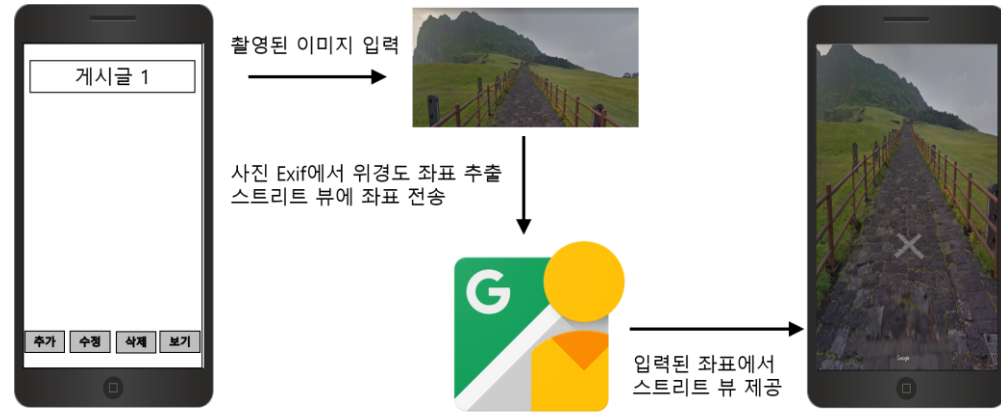 게시글 1
추가 수정 삭제 보기
촬영된 이미지 입력
사진 Exif에서 위경도 좌표 추출
스트리트 뷰에 좌표 전송
G
입력된 좌표에서
스트리트 뷰 제공
Google